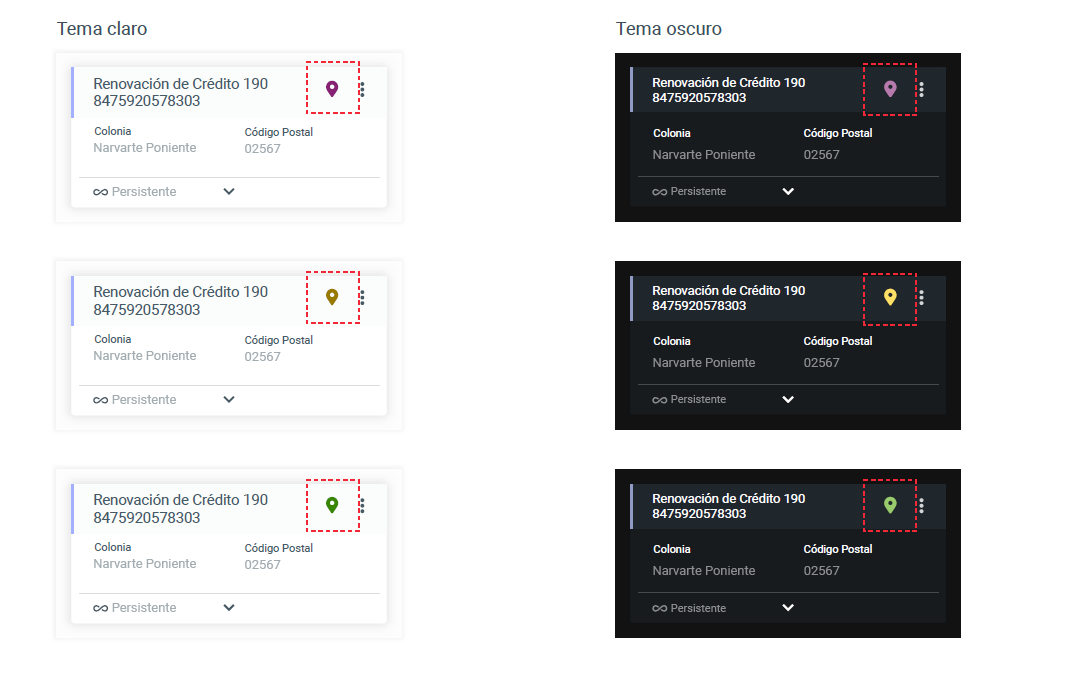 Tema claro
Renovación de Crédito 190
8475920578303
Colonia
Código Postal
Narvarte Poniente
02567
Persistente
Renovación de Crédito 190
8475920578303
Colonia
Código Postal
Narvarte Poniente
02567
Persistente
Renovación de Crédito 190
8475920578303
Colonia
Código Postal
Narvarte Poniente
02567
Persistente
Tema oscuro
Renovación de Crédito 190
8475920578303
Colonia
Código Postal
Narvarte Poniente
02567
Persistente
Renovación de Crédito 190
8475920578303
Colonia
Código Postal
Narvarte Poniente
02567
Persistente
Renovación de Crédito 190
8475920578303
Colonia
Código Postal
Narvarte Poniente
02567
Persistente